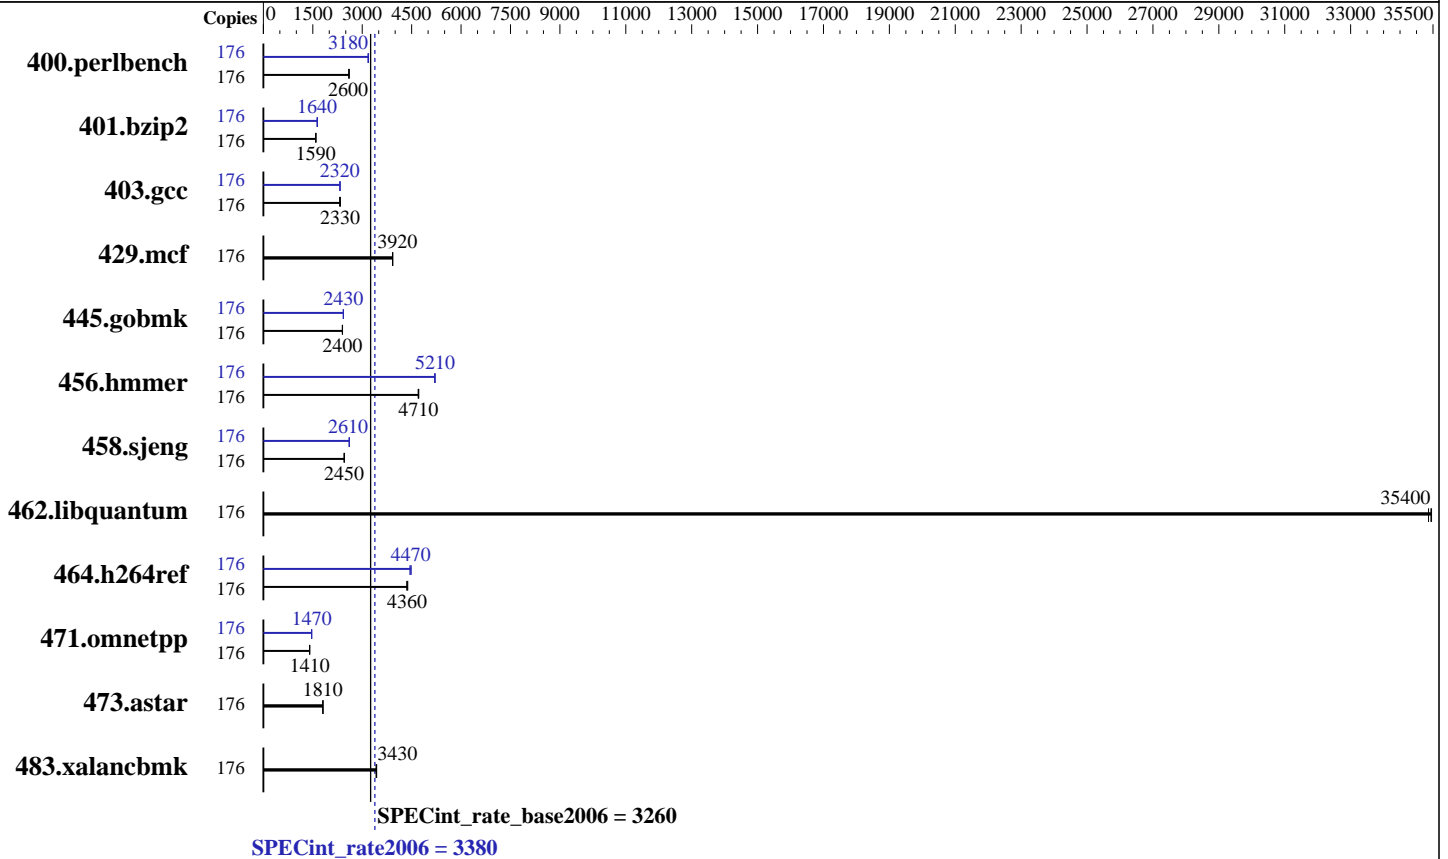 Copies 0 1500 3000 4500 6000 7500 9000 11000 13000 15000 17000 19000 21000 23000 25000 27000 29000 31000 33000 35500
400.perlbench 176 3180
176 2600
401.bzip2 176 1640
176 1590
403.gcc 176 2320
176 2330
429.mcf 176 3920
445.gobmk 176 2430
176 2400
456.hmmer 176 5210
176 4710
458.sjeng 176 2610
176 2450
462.libquantum 176 35400
464.h264ref 176 4470
176 4360
471.omnetpp 176 1470
176 1410
473.astar 176 1810
483.xalancbmk 176 3430
SPECint_rate_base2006 = 3260
SPECint_rate2006 = 3380